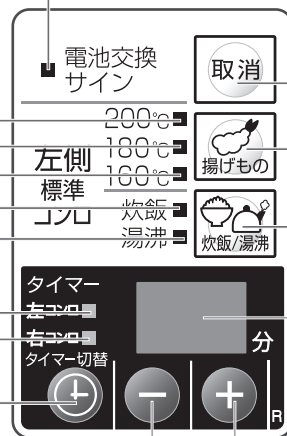 電池交換
サイン
取消
200℃
180℃
160℃
揚げもの
左側
標準
コンロ
炊飯
湯沸
炊飯/湯沸
タイマー
左コンロ
右コンロ
分
タイマー切替
R